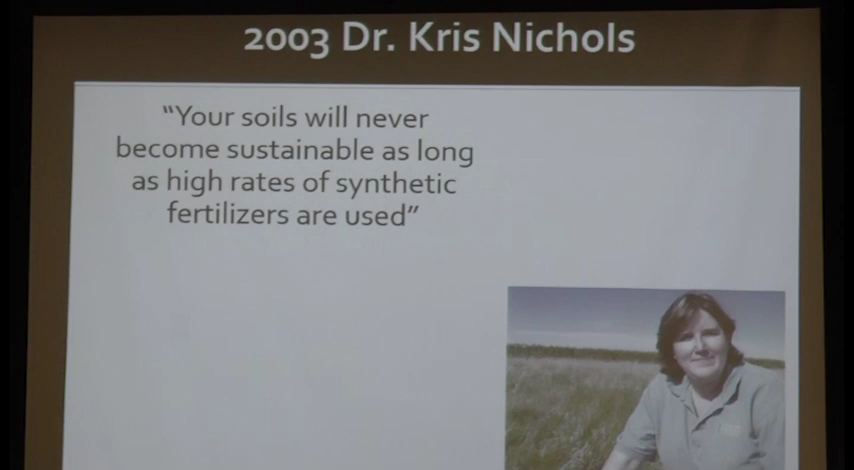 2003 Dr. Kris Nichols
“Your soils will never
become sustainable as long
as high rates of synthetic
fertilizers are used”